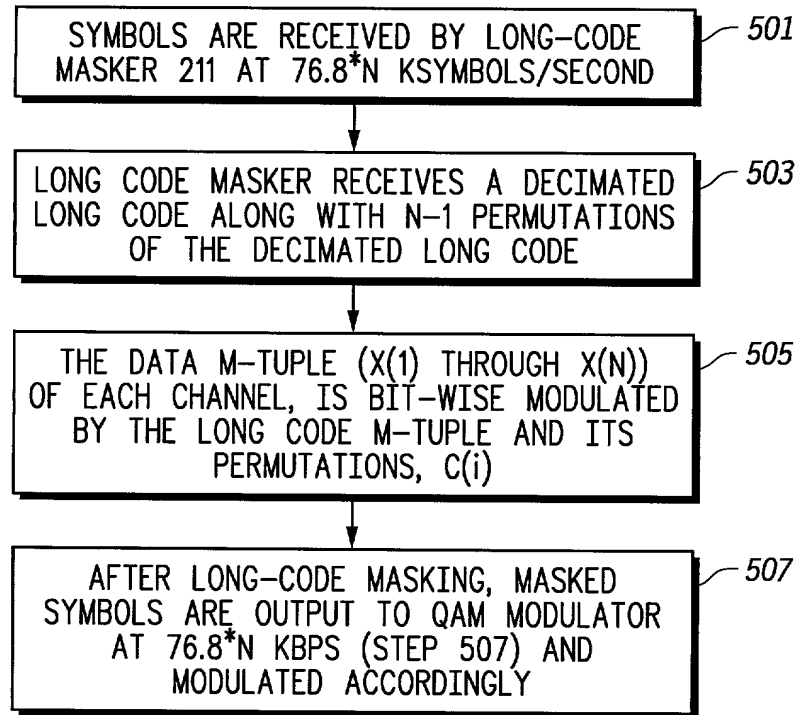 SYMBOLS ARE RECEIVED BY LONG-CODE
MASKER 211 AT 76.8*N KSYMBOLS/SECOND
501
LONG CODE MASKER RECEIVES A DECIMATED
LONG CODE ALONG WITH N-1 PERMUTATIONS
OF THE DECIMATED LONG CODE
503
THE DATA M-TUPLE (X(1) THROUGH X(N))
OF EACH CHANNEL, IS BIT-WISE MODULATED
BY THE LONG CODE M-TUPLE AND ITS
PERMUTATIONS, C(i)
505
AFTER LONG-CODE MASKING, MASKED
SYMBOLS ARE OUTPUT TO QAM MODULATOR
AT 76.8*N KBPS (STEP 507) AND
MODULATED ACCORDINGLY
507